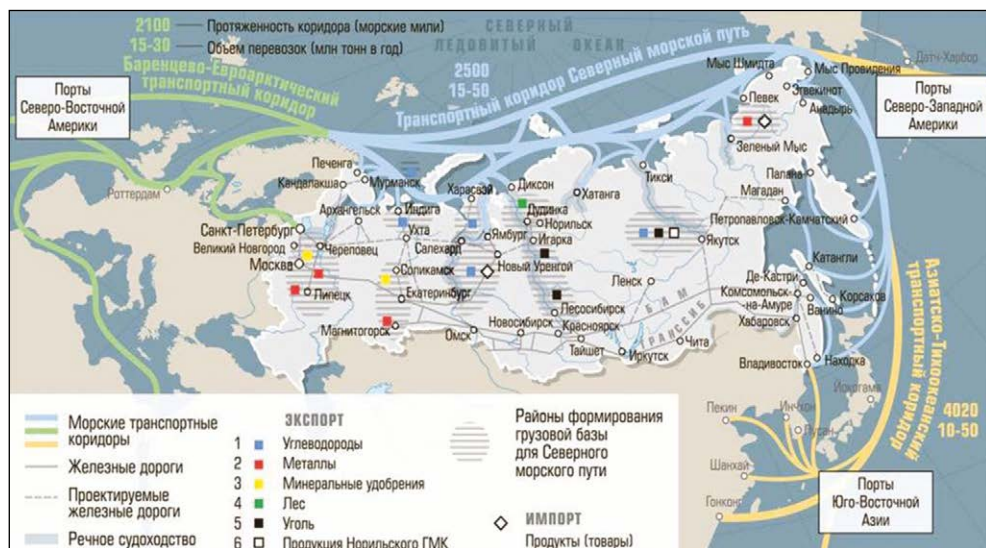 2100 Протяженность коридора (морские мили)
15-30 Объем перевозок (млн тонн в год)
СЕВЕРНЫЙ
ЛЕДОВИТЫЙ ОКЕАН
Баренцево-Евроарктический
транспортный коридор
2500
15-50
Транспортный коридор Северный морской путь
Датч-Харбор
Порты
Северо-Восточной
Америки
Порты
Северо-Западной
Америки
Мыс Шмидта
Мыс Провидения
Эгвекинот
Певек
Анадырь
Зеленый Мыс
Роттердам
Печенга
Кандалакша
Мурманск
Харасвэй
Диксон
Хатанга
Тикси
Палана
Магадан
Архангельск
Индига
Дудинка
Норильск
Петропавловск-Камчатский
Санкт-Петербург
Ухта
Ямбург
Игарка
Якутск
Великий Новгород
Череповец
Салехард
Москва
Соликамск
Новый Уренгой
Ленск
Катангли
Де-Кастри
Липецк
Екатеринбург
Лесосибирск
БАМ
Комсомольск-
на-Амуре
Корсаков
Ванино
Магнитогорск
Омск
Новосибирск
Красноярск
ТРАНССИБ
Хабаровск
Тайшет
Иркутск
Чита
Владивосток
Находка
Азиатско-Тихоокеанский
транспортный коридор
4020
10-50
Йокогама
Пекин
Инчхон
Пусан
Шанхай
Гонконг
Порты
Юго-Восточной
Азии
Морские транспортные
коридоры
Железные дороги
Проектируемые
железные дороги
Речное судоходство
ЭКСПОРТ
1 Углеводороды
2 Металлы
3 Минеральные удобрения
4 Лес
5 Уголь
6 Продукция Норильского ГМК
Районы формирования
грузовой базы
для Северного
морского пути
ИМПОРТ
Продукты (товары)